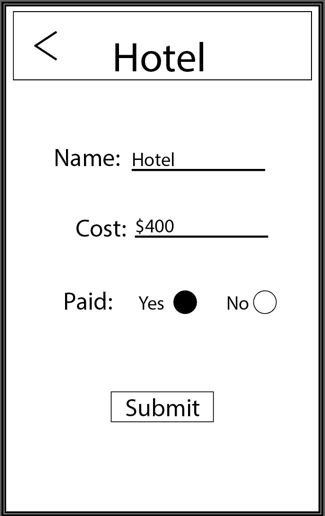 Hotel
Name: Hotel
Cost: $400
Paid: Yes No
Submit